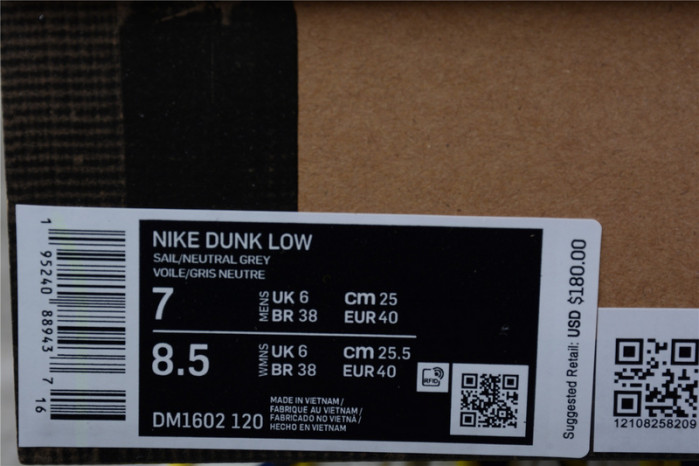 NIKE DUNK LOW
SAIL/NEUTRAL GREY
VOILE/GRIS NEUTRE
7 MENS UK 6 cm 25
BR 38 EUR 40
8.5 WMNS UK 6 cm 25.5
BR 38 EUR 40
RFID
DM1602 120
MADE IN VIETNAM/
FABRIQUÉ AU VIETNAM/
FABRICADO NO VIETNÃ/
HECHO EN VIETNAM
1 95240 88943 7 16
Suggested Retail: USD $180.00
12108258209